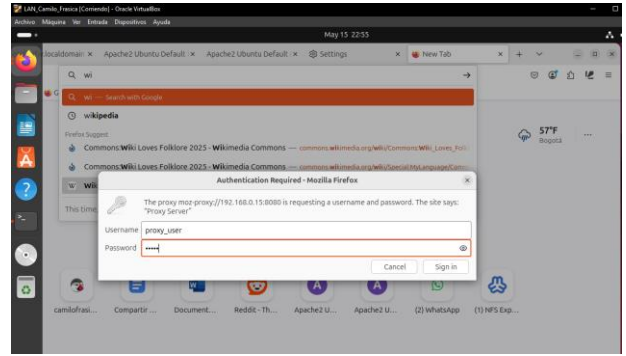 LAN_Camilo_Frasica [Corriendo] - Oracle VirtualBox
Archivo Máquina Ver Entrada Dispositivos Ayuda
May 15 22:55
localdomain × Apache2 Ubuntu Default × Apache2 Ubuntu Default × Settings × New Tab ×
wi
wi — Search with Google
wikipedia
Firefox Suggest
Commons:Wiki Loves Folklore 2025 - Wikimedia Commons — commons.wikimedia.org/wiki/Commons:Wiki_Loves_Fol
Commons:Wiki Loves Folklore 2025 - Wikimedia Commons — commons.wikimedia.org/wiki/Special:MyLanguage/Com
Wik
This time
57°F
Bogotá
Authentication Required - Mozilla Firefox
The proxy moz-proxy://192.168.0.15:8080 is requesting a username and password. The site says:
"Proxy Server"
Username proxy_user
Password •••••
Cancel Sign in
camilofrasi... Compartir ... Document... Reddit - Th... Apache2 U... Apache2 U... (2) WhatsApp (1) NFS Exp...